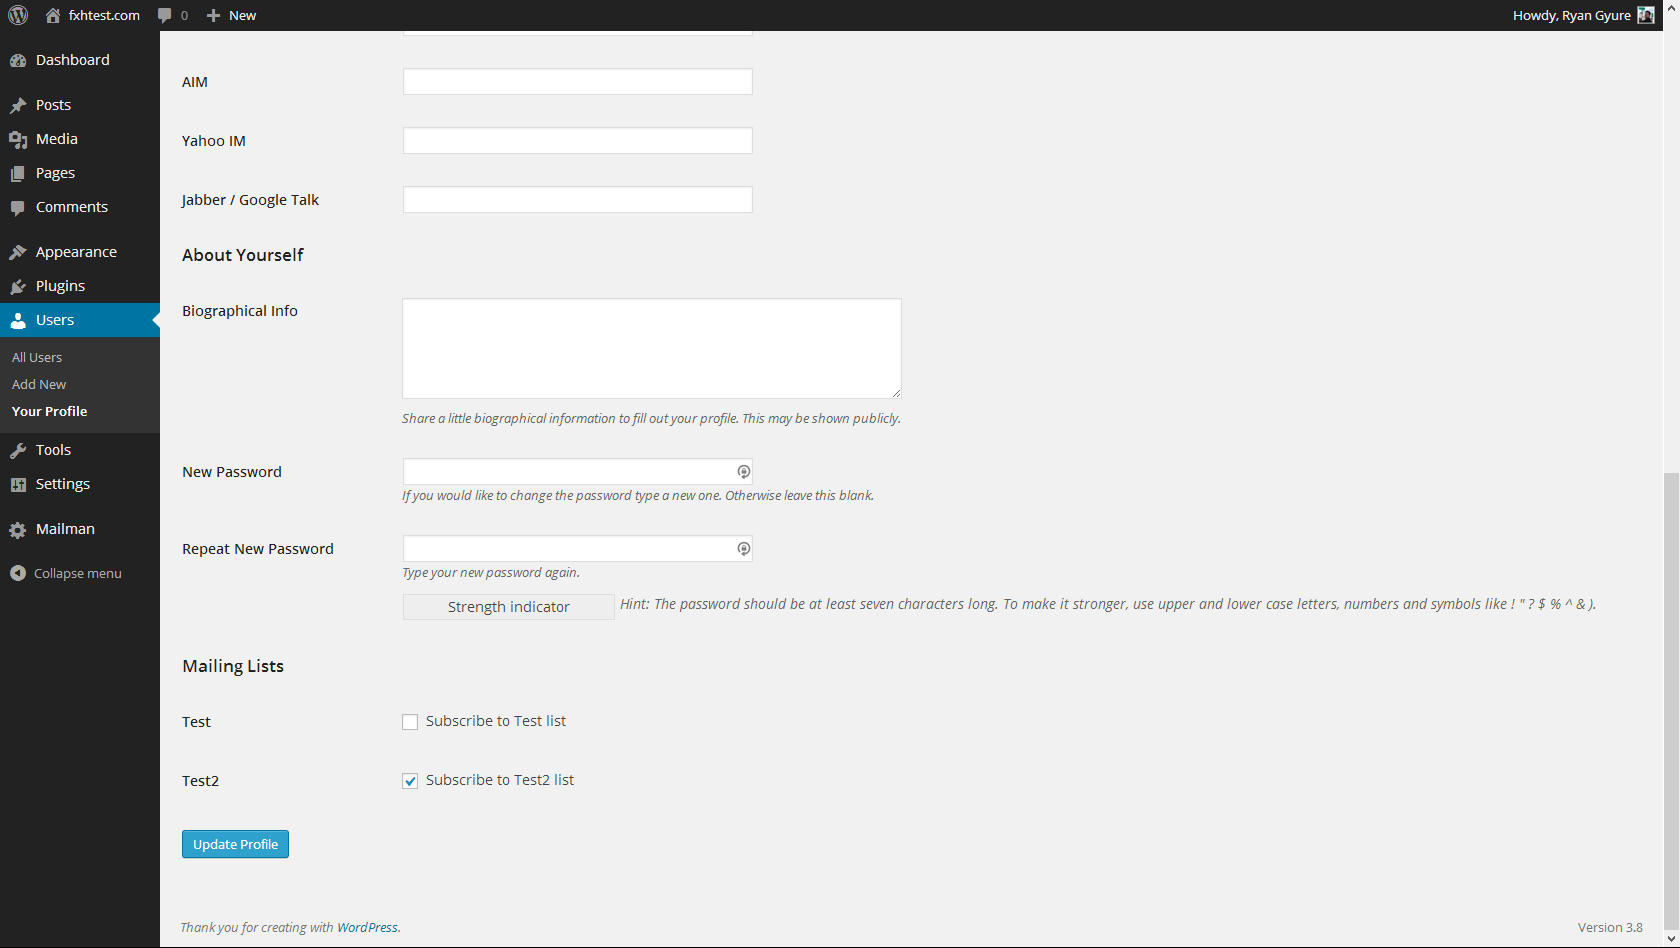 fxhtest.com 0 New Howdy, Ryan Gyure
Dashboard
Posts
Media
Pages
Comments
Appearance
Plugins
Users
All Users
Add New
Your Profile
Tools
Settings
Mailman
Collapse menu
AIM
Yahoo IM
Jabber / Google Talk
About Yourself
Biographical Info
Share a little biographical information to fill out your profile. This may be shown publicly.
New Password
If you would like to change the password type a new one. Otherwise leave this blank.
Repeat New Password
Type your new password again.
Strength indicator Hint: The password should be at least seven characters long. To make it stronger, use upper and lower case letters, numbers and symbols like ! " ? $ % ^ & ).
Mailing Lists
Test Subscribe to Test list
Test2 Subscribe to Test2 list
Update Profile
Thank you for creating with WordPress. Version 3.8